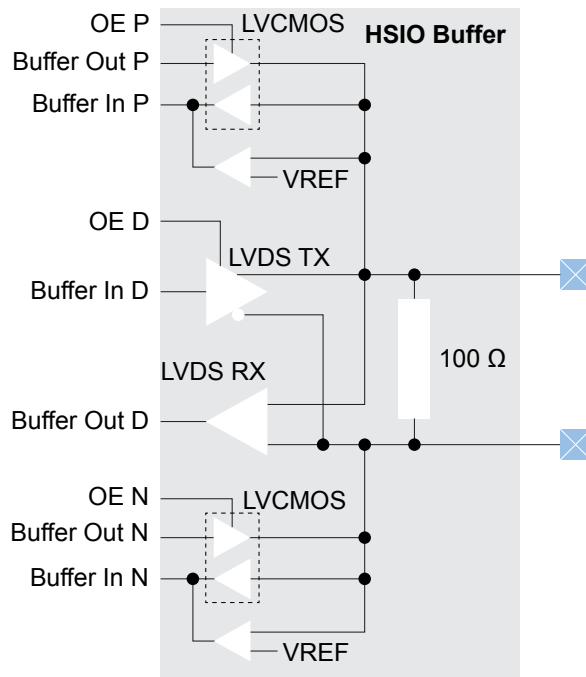 OE P
LVCMOS
HSIO Buffer
Buffer Out P
Buffer In P
VREF
OE D
LVDS TX
Buffer In D
100 Ω
LVDS RX
Buffer Out D
OE N
LVCMOS
Buffer Out N
Buffer In N
VREF